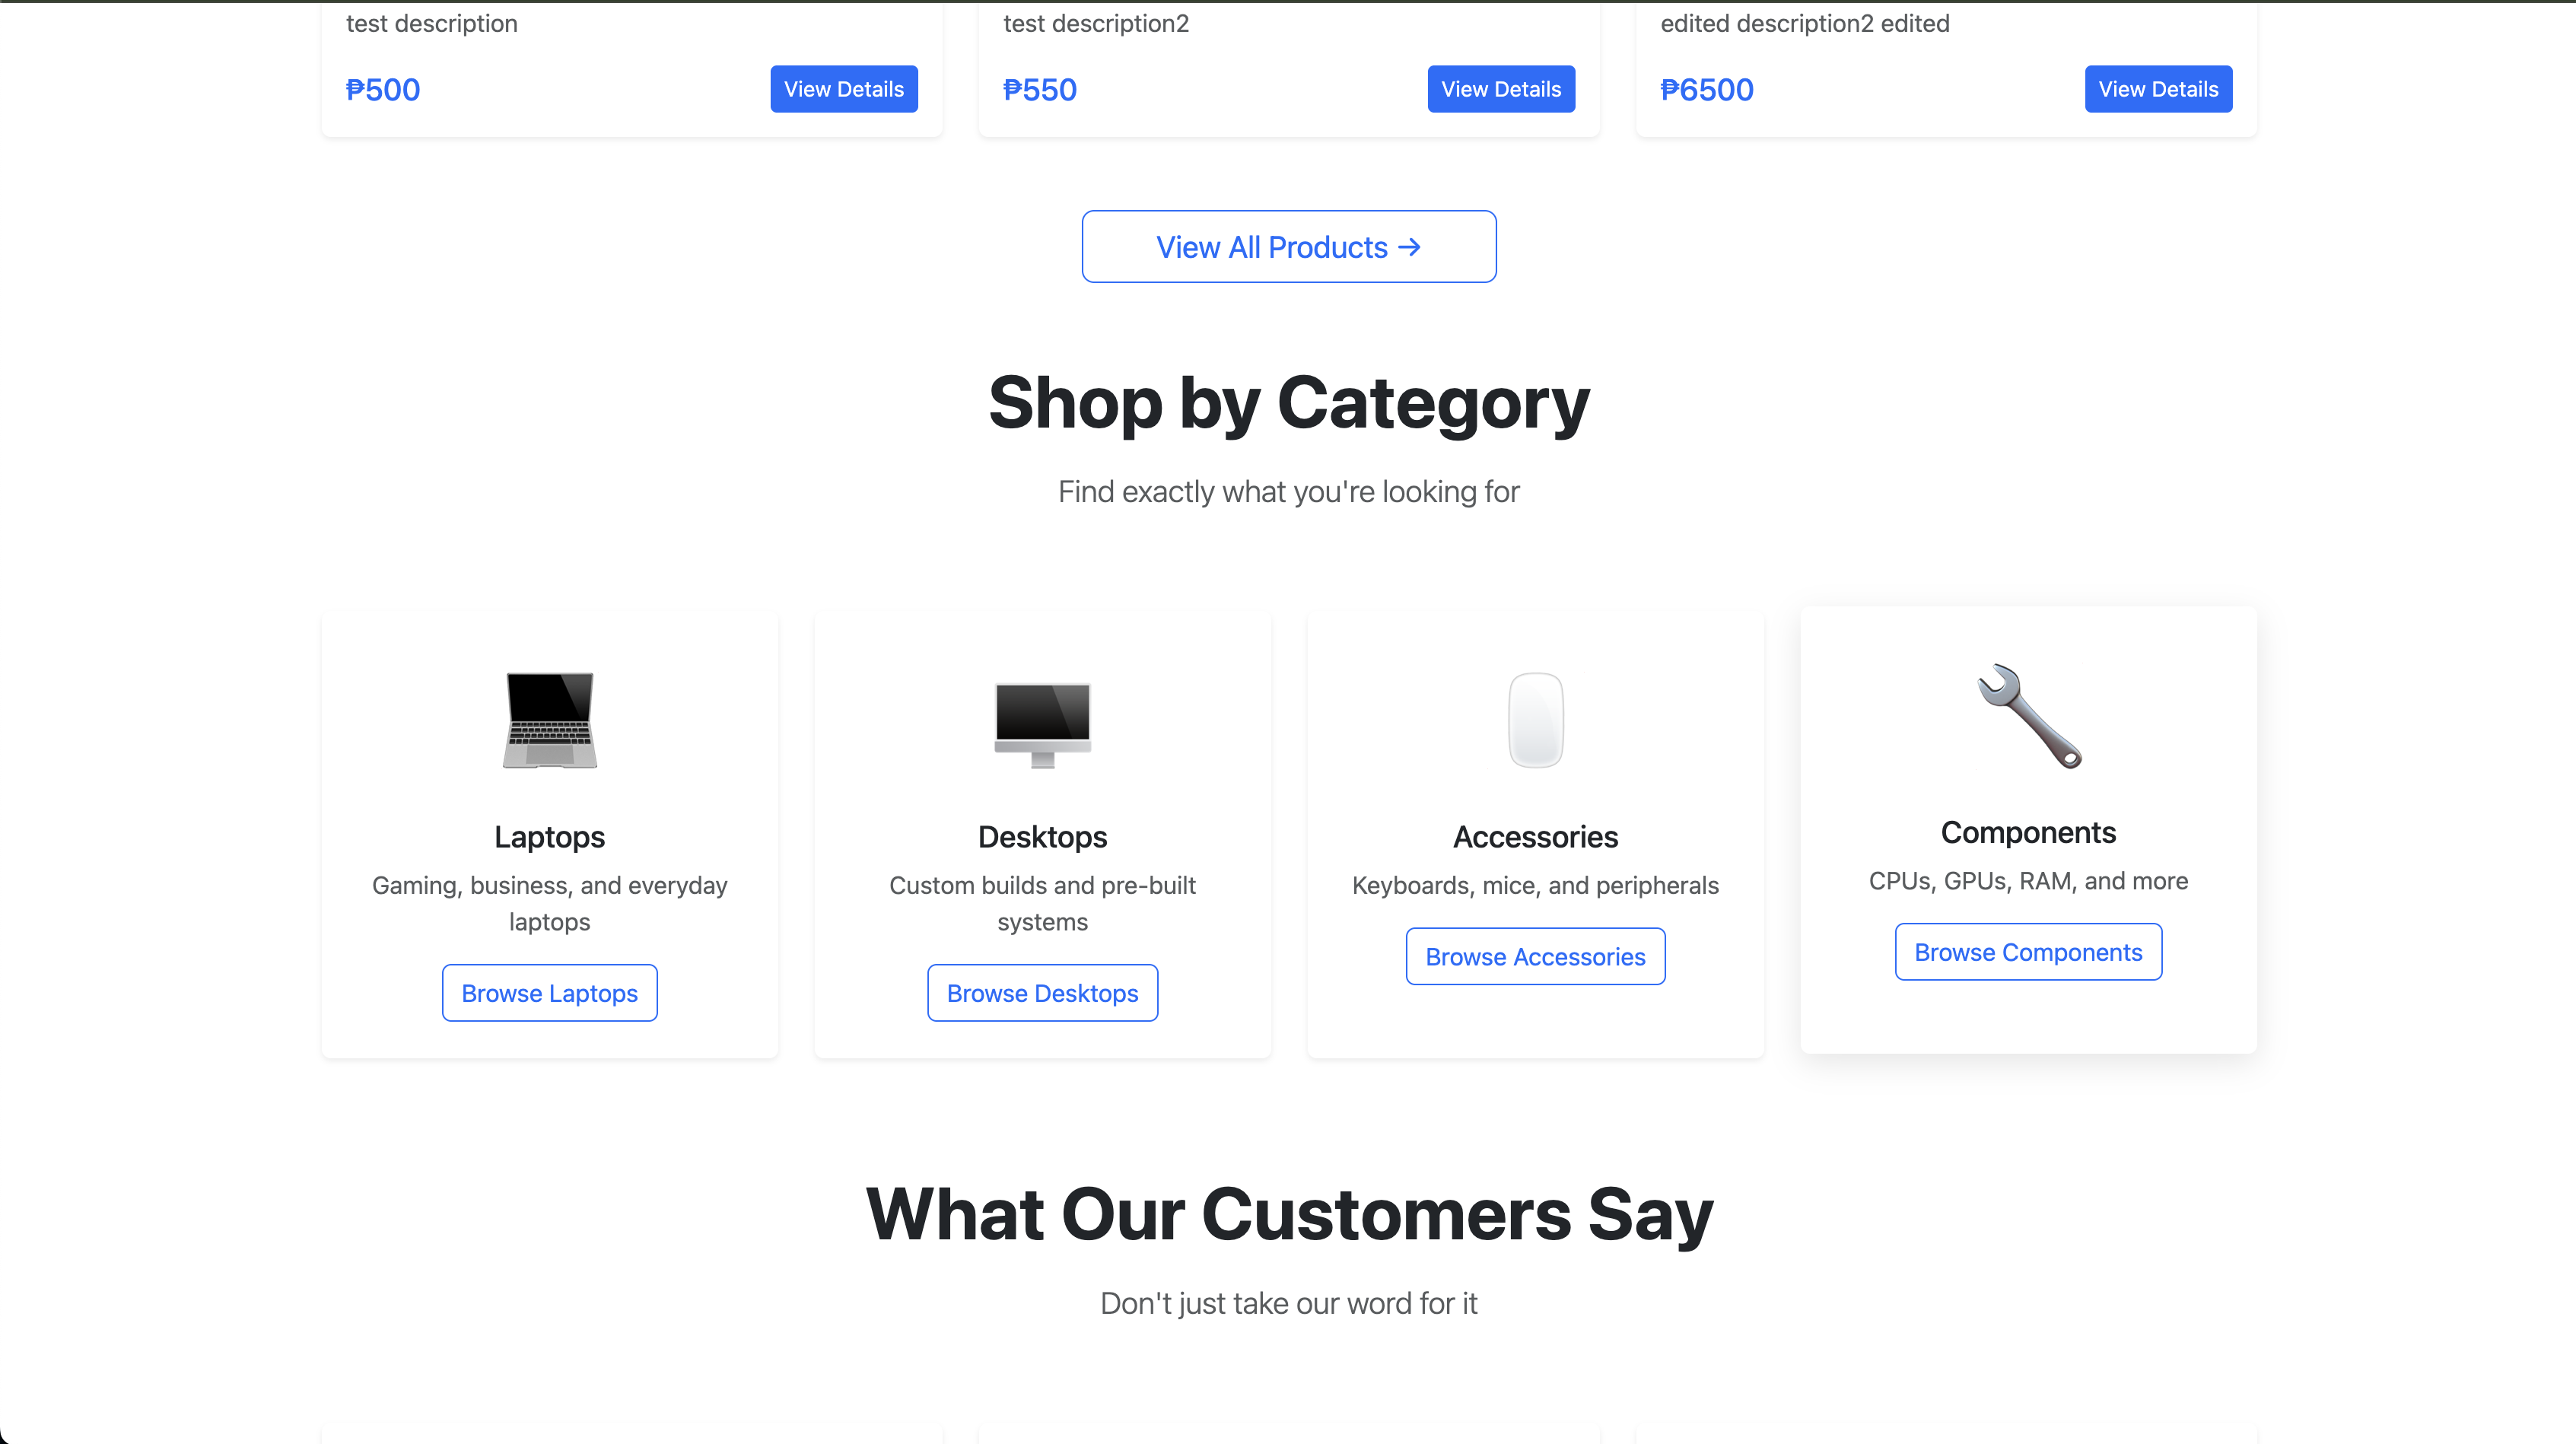 test description
test description2
edited description2 edited
₱500
View Details
₱550
View Details
₱6500
View Details
View All Products →
Shop by Category
Find exactly what you're looking for
Laptops
Gaming, business, and everyday
laptops
Browse Laptops
Desktops
Custom builds and pre-built
systems
Browse Desktops
Accessories
Keyboards, mice, and peripherals
Browse Accessories
Components
CPUs, GPUs, RAM, and more
Browse Components
What Our Customers Say
Don't just take our word for it